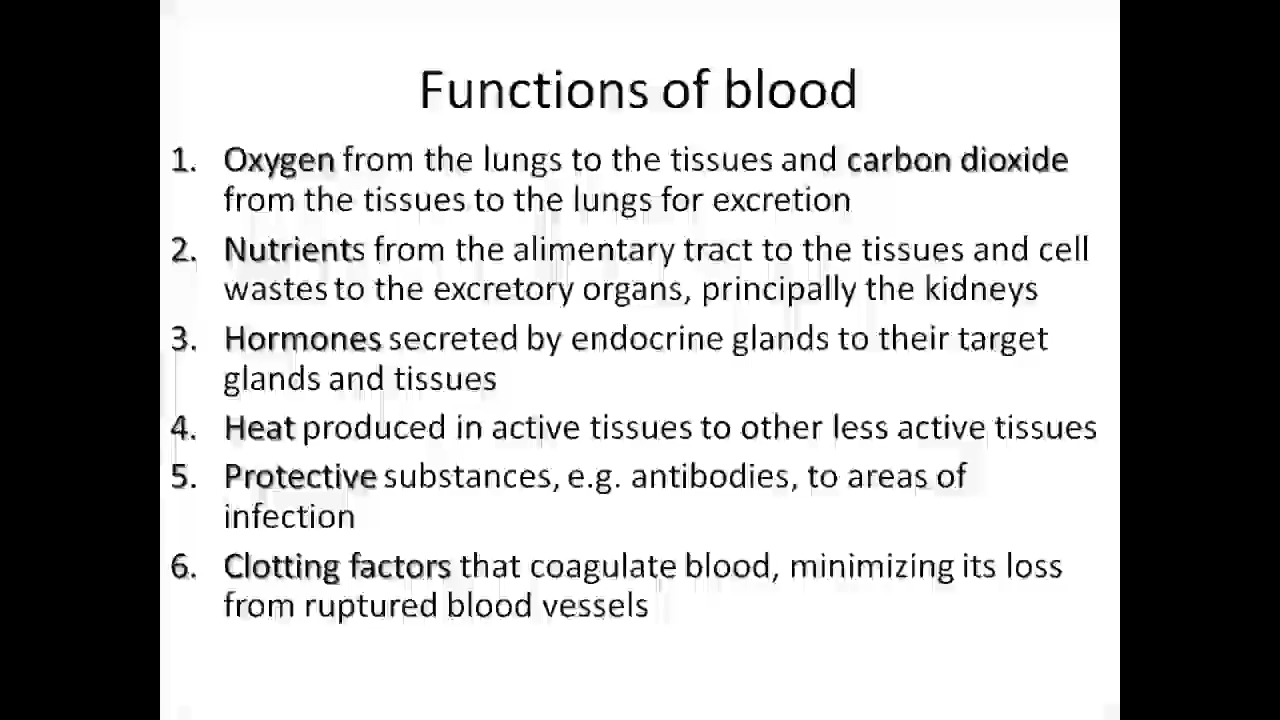 Functions of blood
1. Oxygen from the lungs to the tissues and carbon dioxide
from the tissues to the lungs for excretion
2. Nutrients from the alimentary tract to the tissues and cell
wastes to the excretory organs, principally the kidneys
3. Hormones secreted by endocrine glands to their target
glands and tissues
4. Heat produced in active tissues to other less active tissues
5. Protective substances, e.g. antibodies, to areas of
infection
6. Clotting factors that coagulate blood, minimizing its loss
from ruptured blood vessels